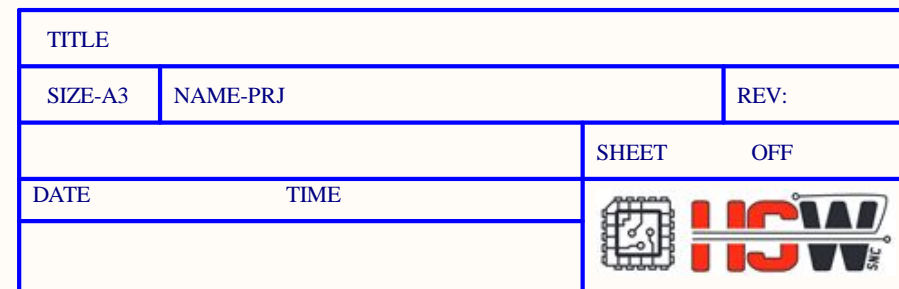 TITLE
SIZE-A3 NAME-PRJ REV:
SHEET OFF
DATE TIME
HSW SNC